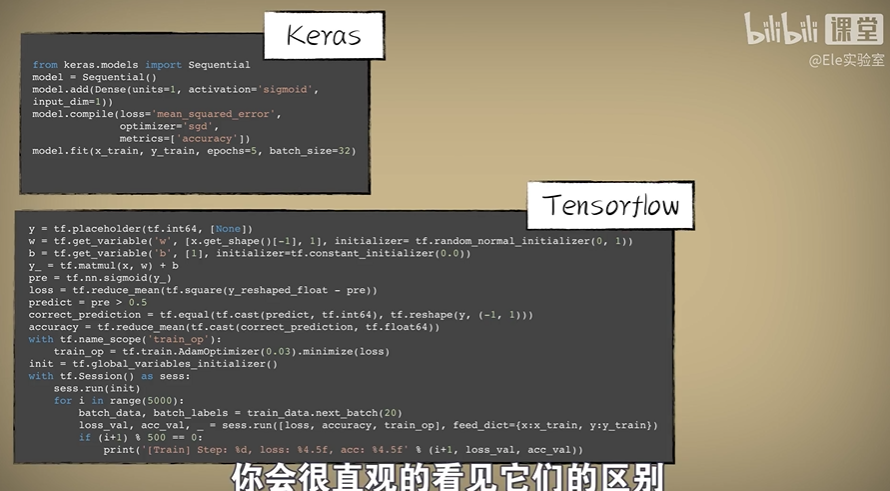 Keras
bilibili 课堂
@Ele实验室
from keras.models import Sequential
model = Sequential()
model.add(Dense(units=1, activation='sigmoid',
input_dim=1))
model.compile(loss='mean_squared_error',
optimizer='sgd',
metrics=['accuracy'])
model.fit(x_train, y_train, epochs=5, batch_size=32)
Tensorflow
y = tf.placeholder(tf.int64, [None])
w = tf.get_variable('w', [x.get_shape()[-1], 1], initializer= tf.random_normal_initializer(0, 1))
b = tf.get_variable('b', [1], initializer=tf.constant_initializer(0.0))
y_ = tf.matmul(x, w) + b
pre = tf.nn.sigmoid(y_)
loss = tf.reduce_mean(tf.square(y_reshaped_float - pre))
predict = pre > 0.5
correct_prediction = tf.equal(tf.cast(predict, tf.int64), tf.reshape(y, (-1, 1)))
accuracy = tf.reduce_mean(tf.cast(correct_prediction, tf.float64))
with tf.name_scope('train_op'):
train_op = tf.train.AdamOptimizer(0.03).minimize(loss)
init = tf.global_variables_initializer()
with tf.Session() as sess:
sess.run(init)
for i in range(5000):
batch_data, batch_labels = train_data.next_batch(20)
loss_val, acc_val, _ = sess.run([loss, accuracy, train_op], feed_dict={x:x_train, y:y_train})
if (i+1) % 500 == 0:
print('[Train] Step: %d, loss: %4.5f, acc: %4.5f' % (i+1, loss_val, acc_val))
你会很直观的看见它们的区别